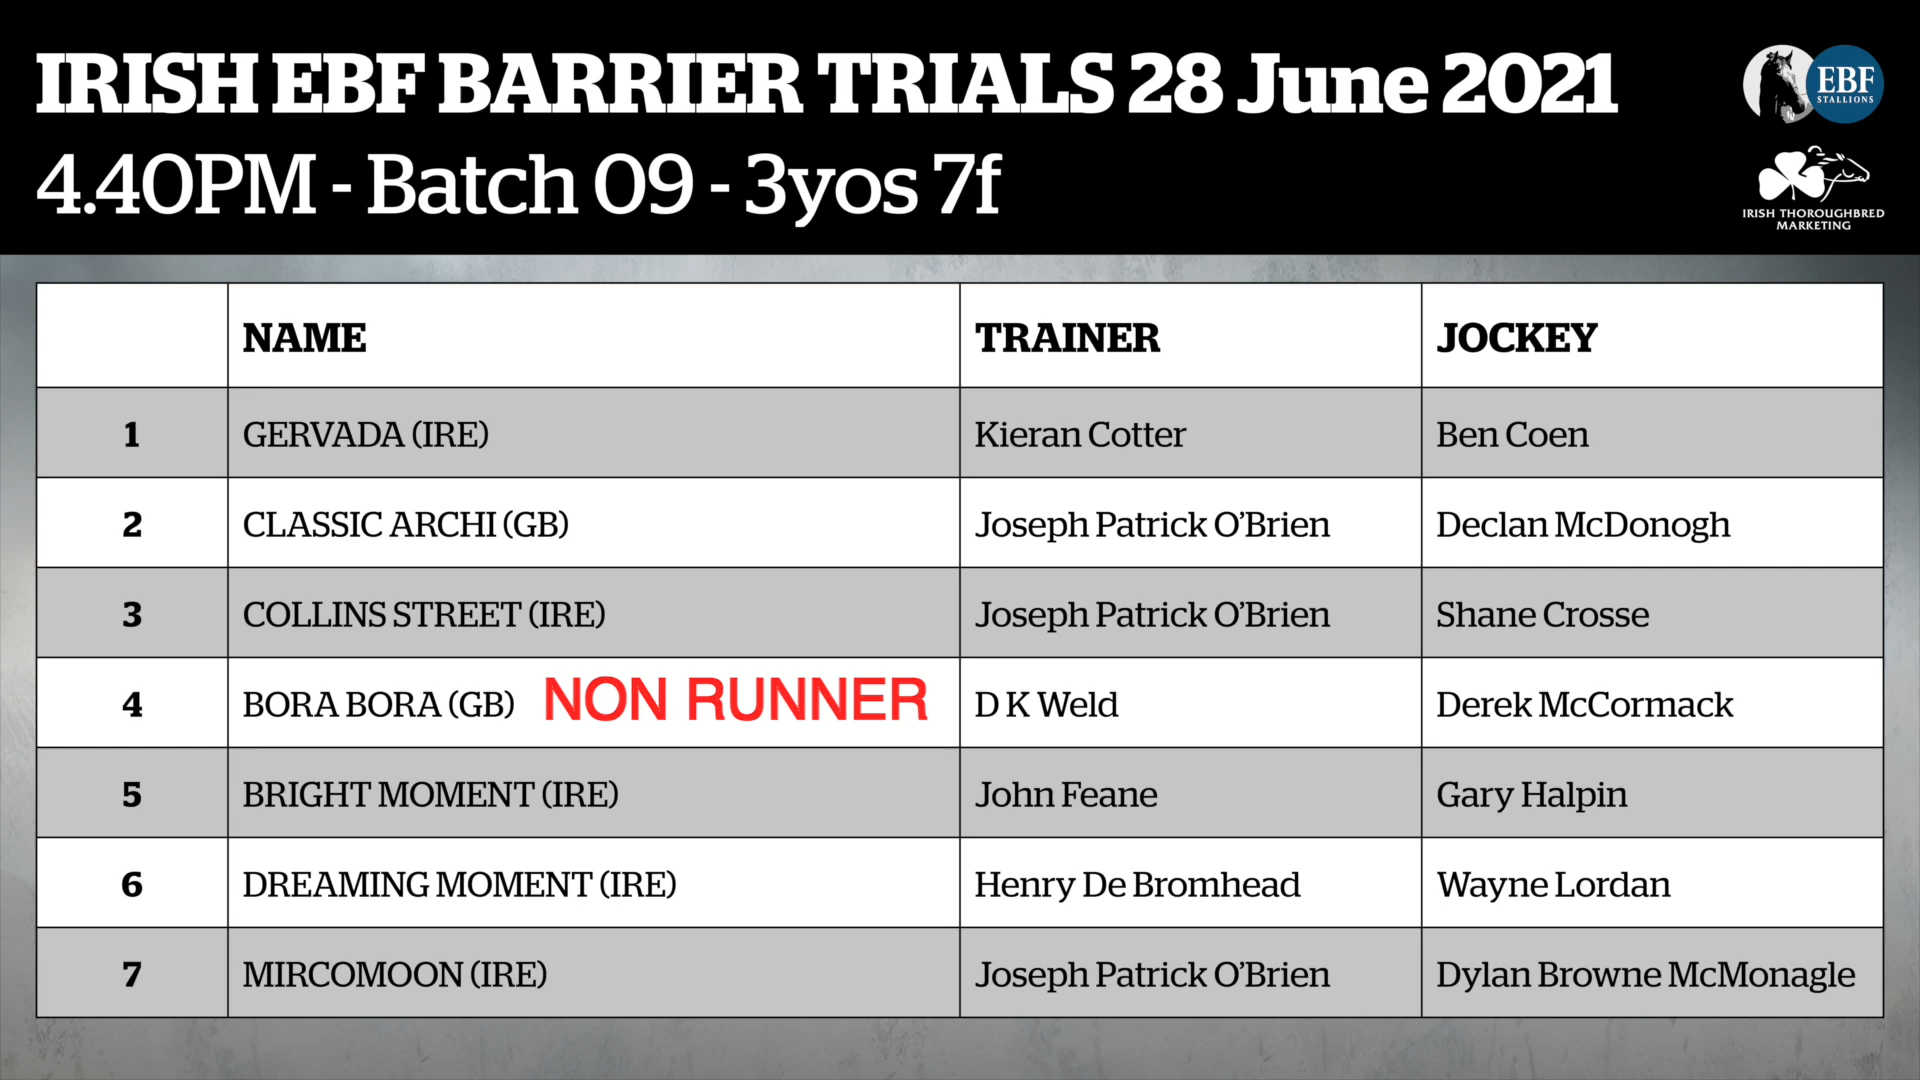 IRISH EBF BARRIER TRIALS 28 June 2021
4.40PM - Batch 09 - 3yos 7f
EBF
STALLIONS
IRISH THOROUGHBRED
MARKETING
NAME TRAINER JOCKEY
1 GERVADA (IRE) Kieran Cotter Ben Coen
2 CLASSIC ARCHI (GB) Joseph Patrick O’Brien Declan McDonogh
3 COLLINS STREET (IRE) Joseph Patrick O’Brien Shane Crosse
4 BORA BORA (GB) NON RUNNER D K Weld Derek McCormack
5 BRIGHT MOMENT (IRE) John Feane Gary Halpin
6 DREAMING MOMENT (IRE) Henry De Bromhead Wayne Lordan
7 MIRCOMOON (IRE) Joseph Patrick O’Brien Dylan Browne McMonagle